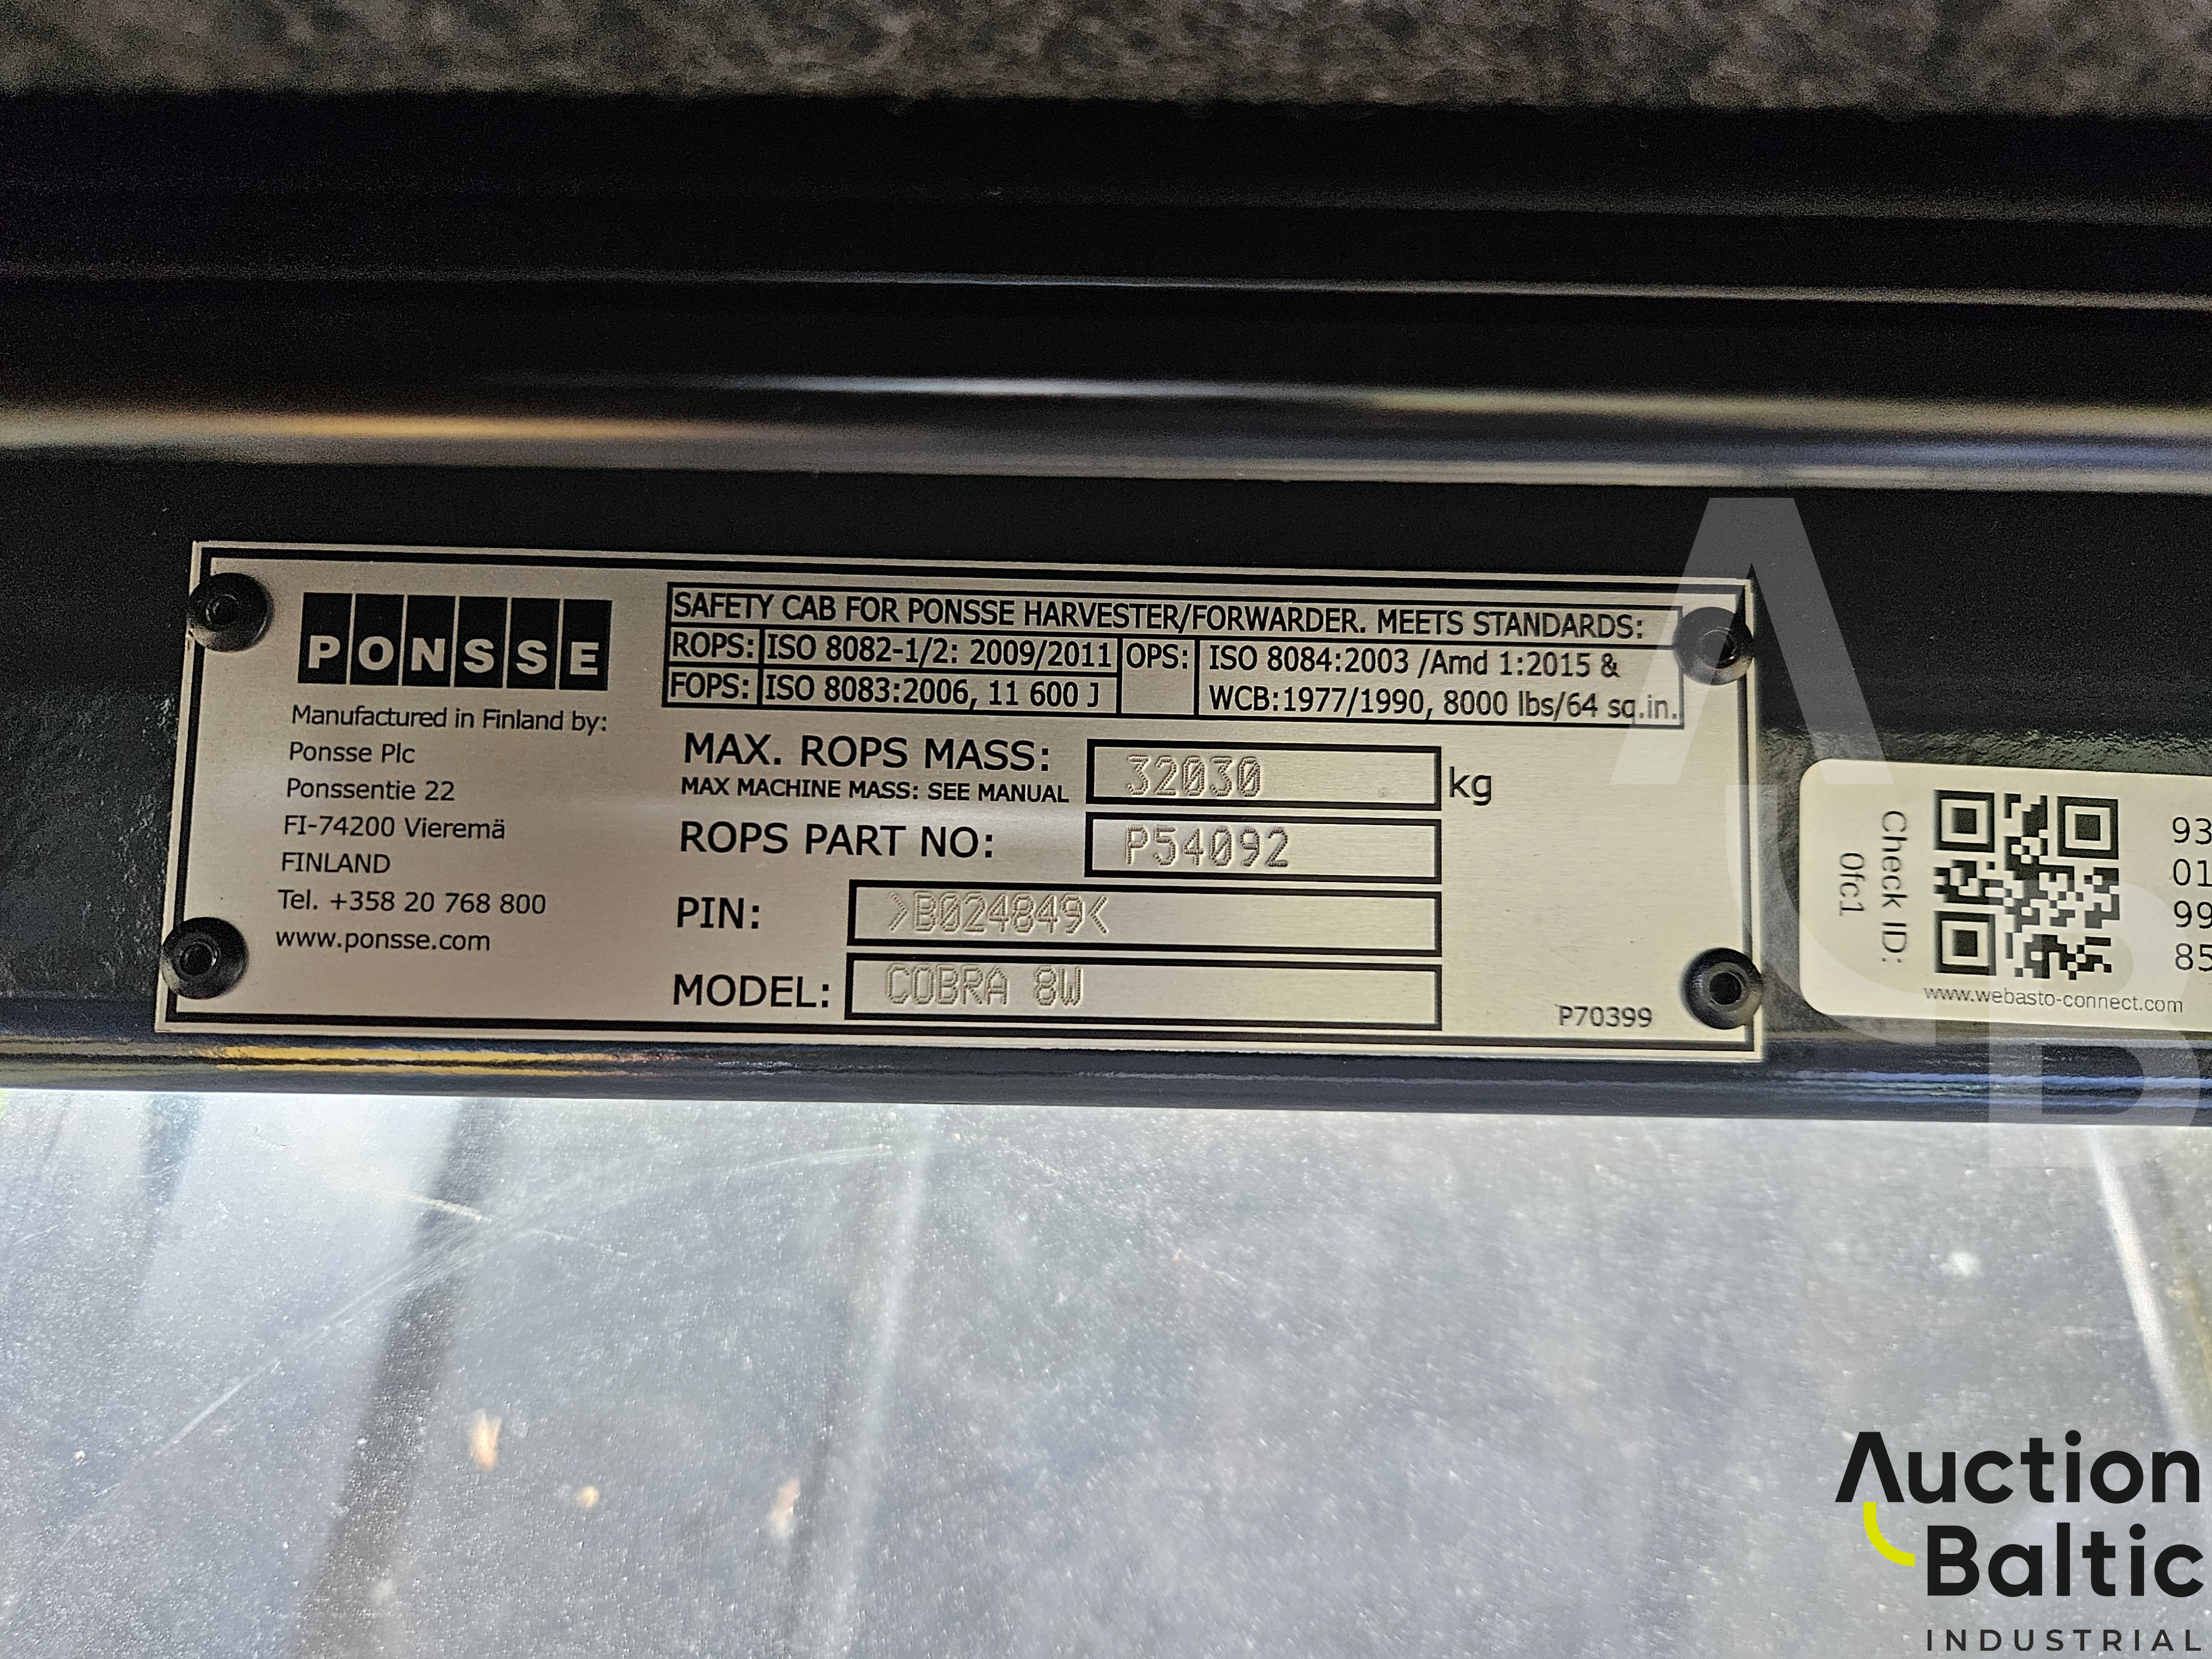 PONSSE
Manufactured in Finland by:
Ponsse Plc
Ponssentie 22
FI-74200 Vieremä
FINLAND
Tel. +358 20 768 800
www.ponsse.com
SAFETY CAB FOR PONSSE HARVESTER/FORWARDER. MEETS STANDARDS:
ROPS: ISO 8082-1/2: 2009/2011
FOPS: ISO 8083:2006, 11 600 J
OPS: ISO 8084:2003 /Amd 1:2015 &
WCB:1977/1990, 8000 lbs/64 sq.in.
MAX. ROPS MASS: 32030 kg
MAX MACHINE MASS: SEE MANUAL
ROPS PART NO: P54092
PIN: >B024849<
MODEL: COBRA 8W
P70399
Check ID:
0fc1
93
01
99
85
www.webasto-connect.com
Auction
Baltic
INDUSTRIAL